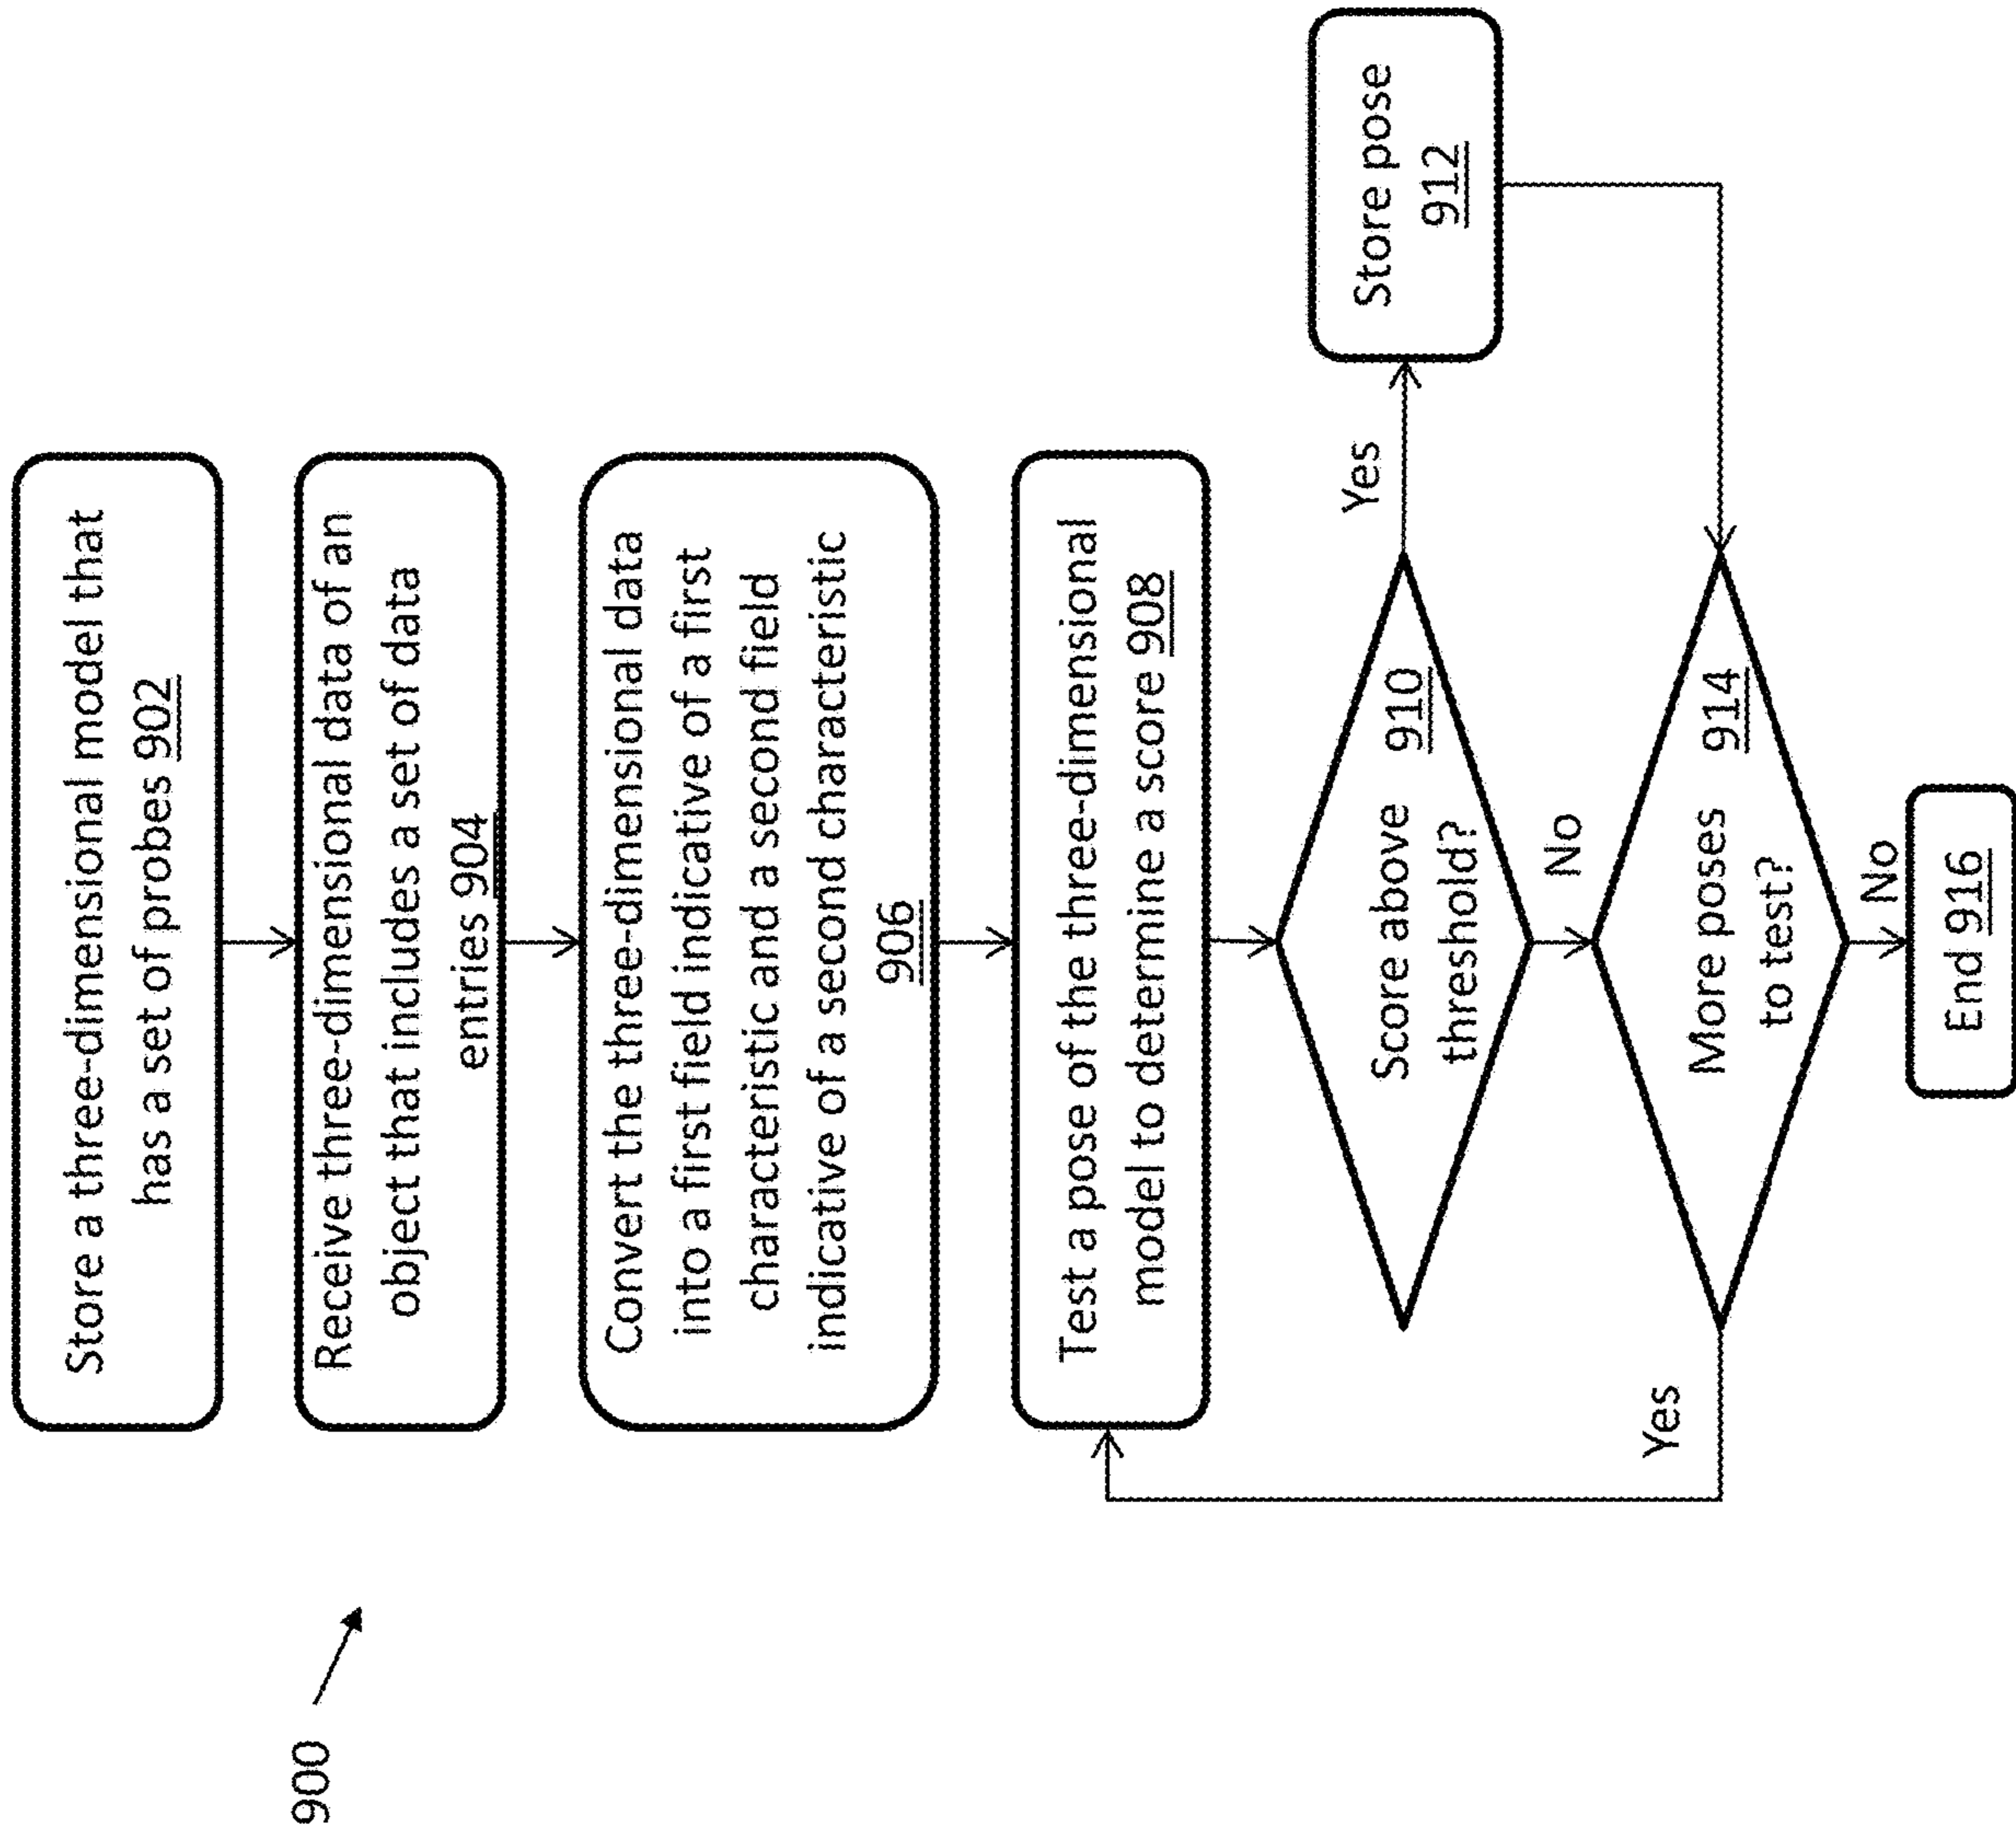 900
Store a three-dimensional model that
has a set of probes 902
Receive three-dimensional data of an
object that includes a set of data
entries 904
Convert the three-dimensional data
into a first field indicative of a first
characteristic and a second field
indicative of a second characteristic
906
Test a pose of the three-dimensional
model to determine a score 908
Score above
threshold?
910
Yes
Store pose
912
No
More poses
to test?
914
Yes
No
End 916